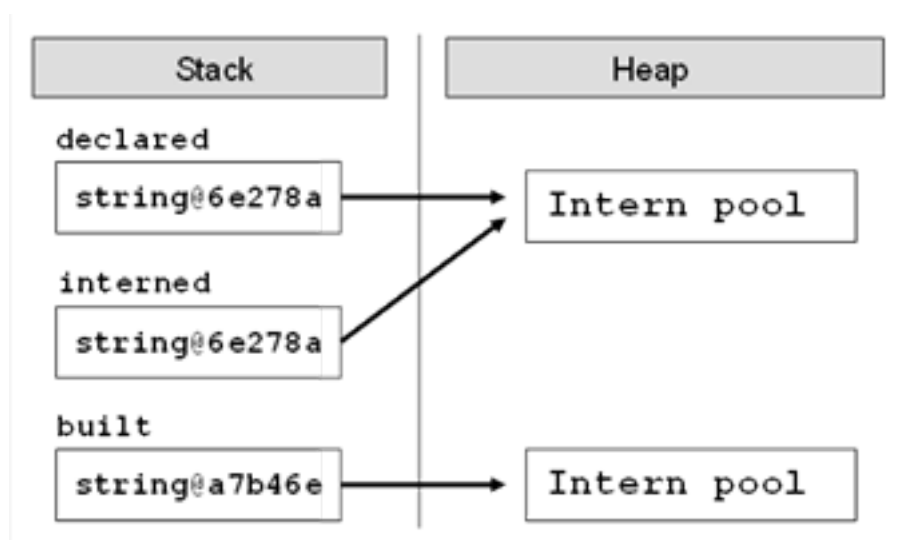 Stack
Heap
declared
string@6e278a
Intern pool
interned
string@6e278a
built
string@a7b46e
Intern pool